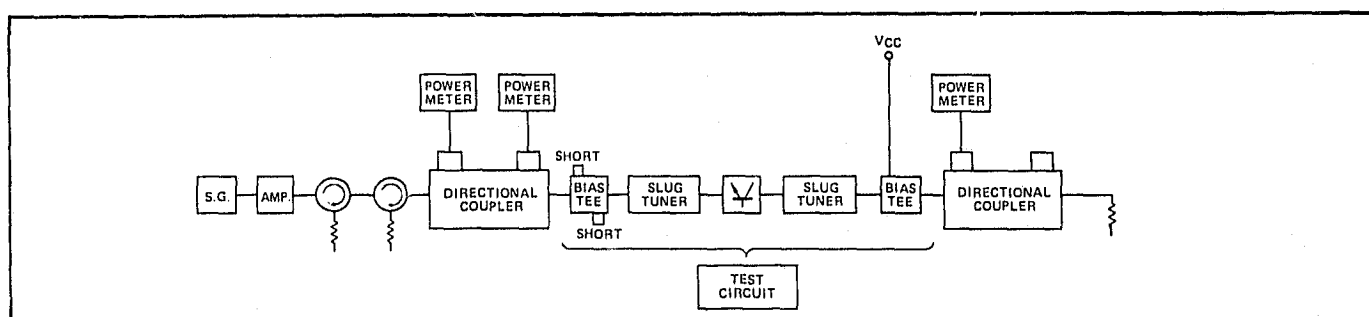 VCC
POWER
METER
POWER
METER
POWER
METER
SHORT
S.G.
AMP.
DIRECTIONAL
COUPLER
BIAS
TEE
SLUG
TUNER
SLUG
TUNER
BIAS
TEE
DIRECTIONAL
COUPLER
SHORT
TEST
CIRCUIT